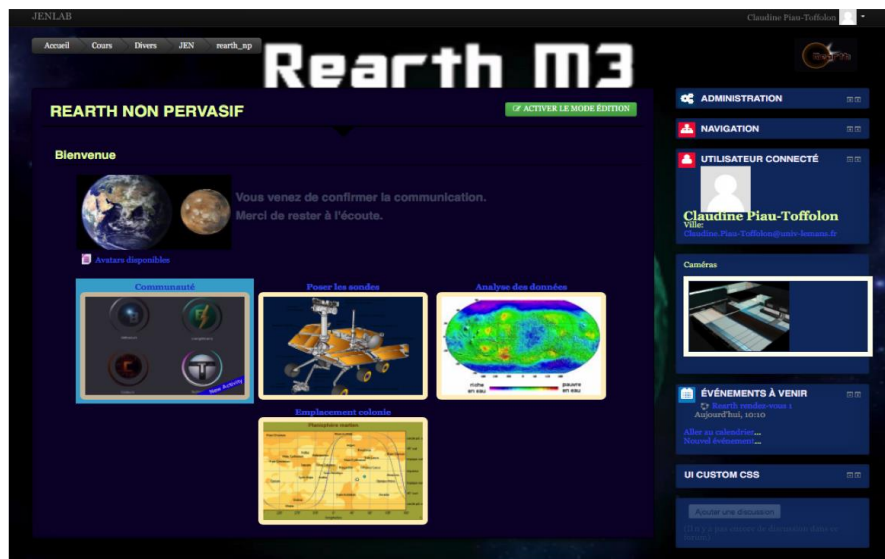 JENLAB
Claudine Piau-Toffolon
Accueil Cours Divers JEN rearth_np
Rearth M3
REARTH NON PERVASIF
ACTIVER LE MODE ÉDITION
Bienvenue
Vous venez de confirmer la communication.
Merci de rester à l'écoute.
Avatars disponibles
Communauté
New Activity
Poser les sondes
Analyse des données
riche
en eau
pauvre
en eau
Emplacement colonie
Planisphère martien
ADMINISTRATION
NAVIGATION
UTILISATEUR CONNECTÉ
Claudine Piau-Toffolon
Ville:
Claudine.Piau-Toffolon@univ-lemans.fr
Caméras
ÉVÉNEMENTS À VENIR
Rearth rendez-vous 1
Aujourd'hui, 10:10
Aller au calendrier...
Nouvel événement...
UI CUSTOM CSS
Ajouter une discussion